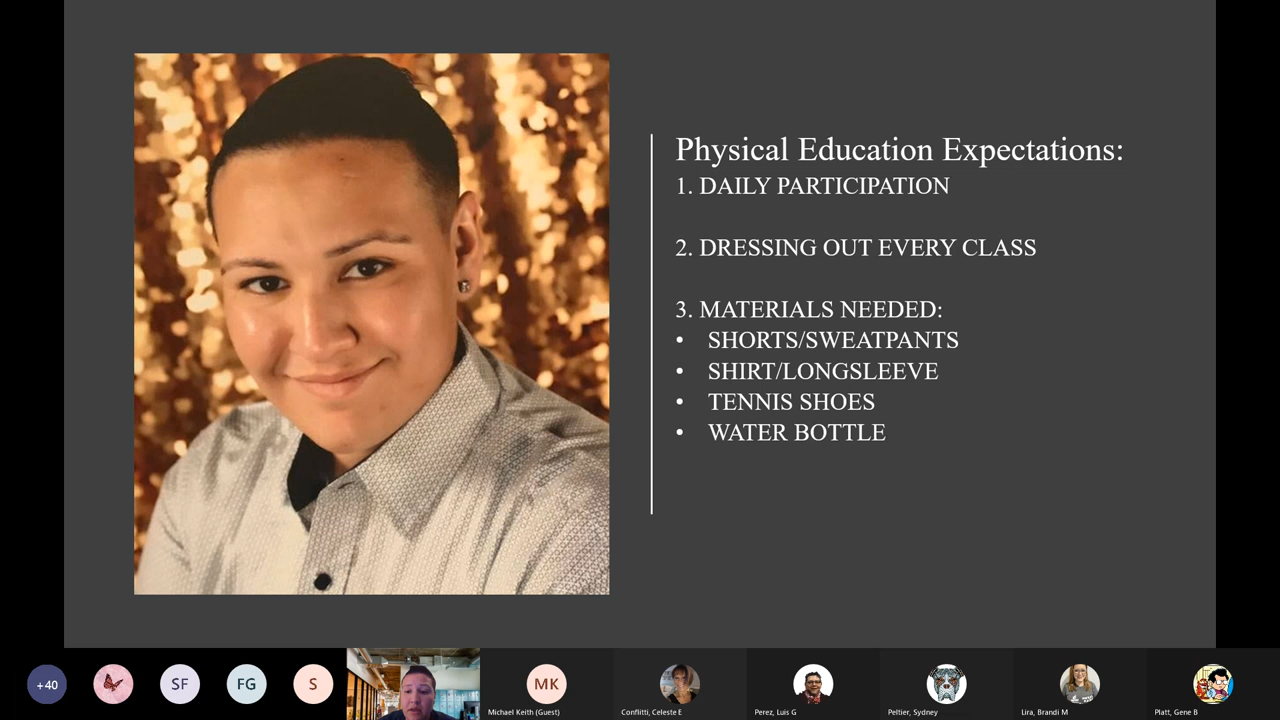 Physical Education Expectations:
1. DAILY PARTICIPATION
2. DRESSING OUT EVERY CLASS
3. MATERIALS NEEDED:
• SHORTS/SWEATPANTS
• SHIRT/LONGSLEEVE
• TENNIS SHOES
• WATER BOTTLE
+40
SF
FG
S
MK
Michael Keith (Guest)
Conflitti, Celeste E
Perez, Luis G
Peltier, Sydney
Lira, Brandi M
Platt, Gene B